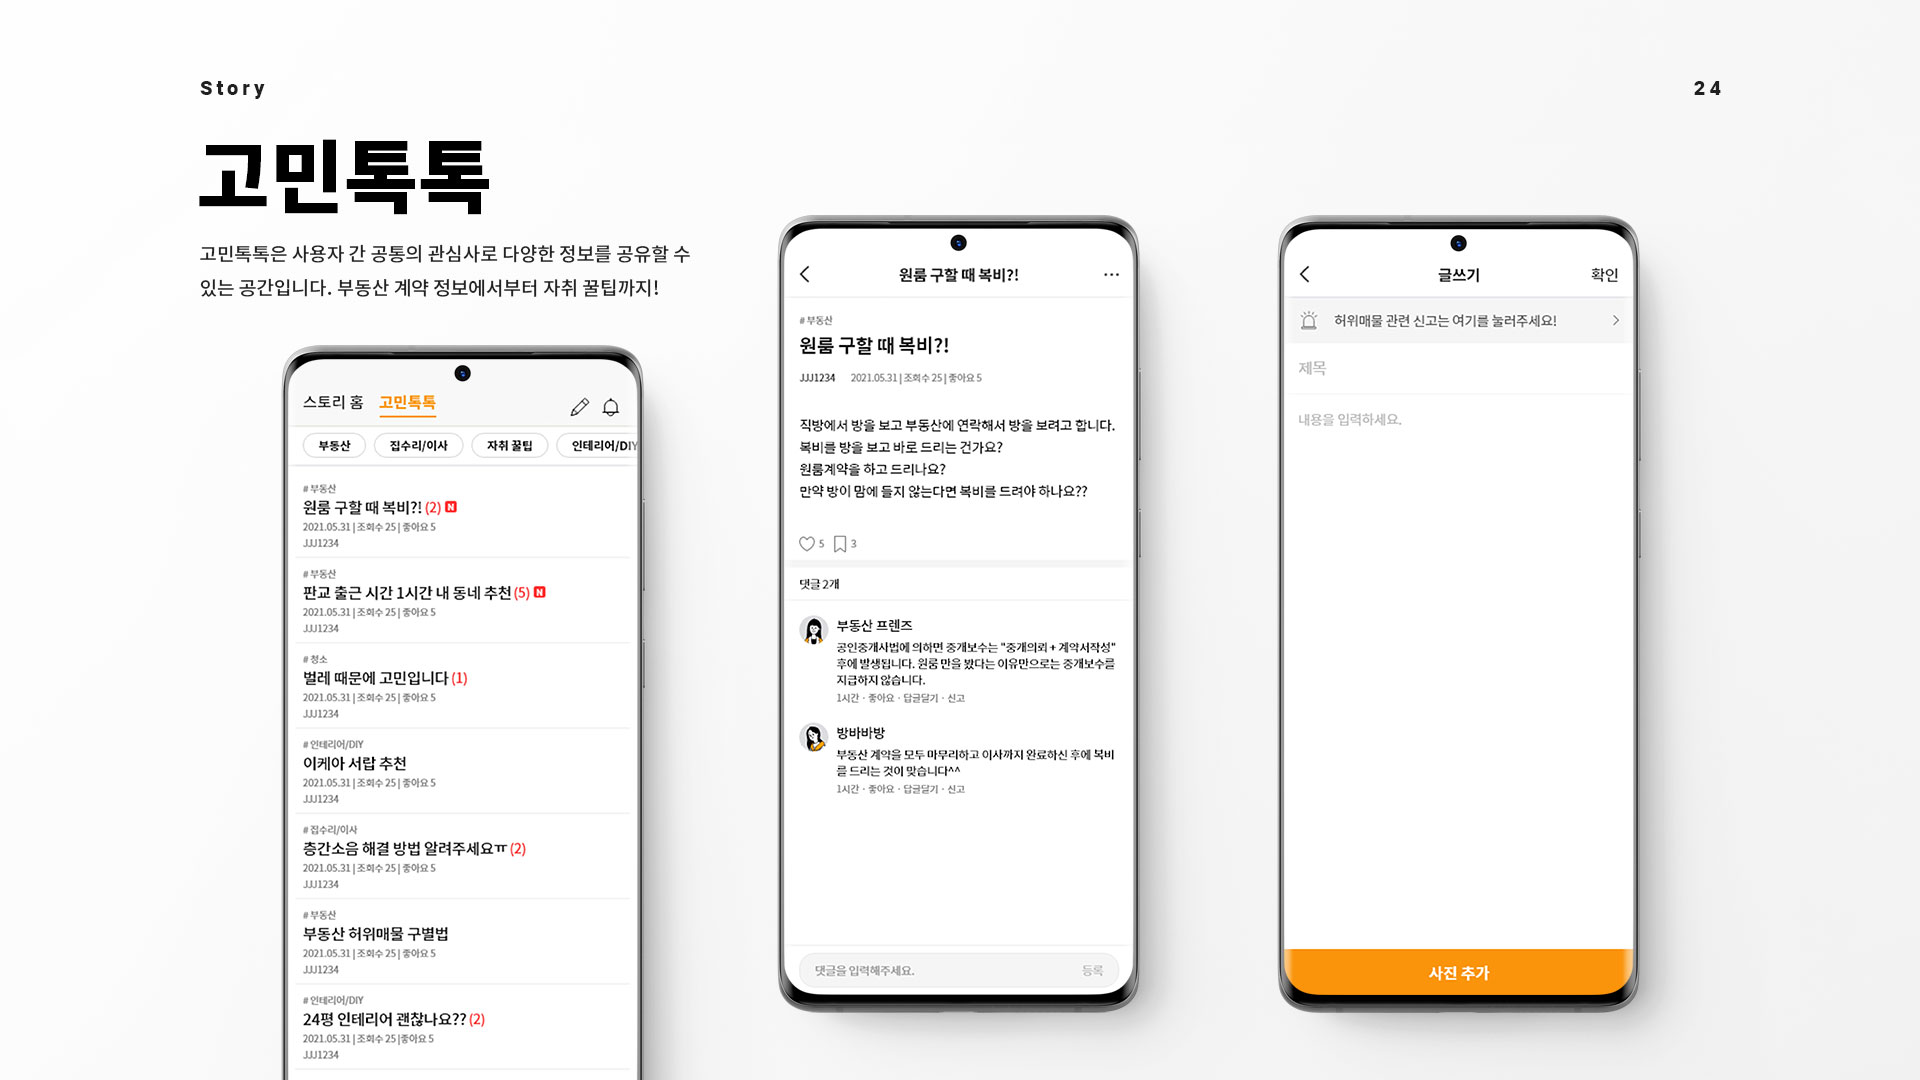 Story
24
고민톡톡
고민톡톡은 사용자 간 공통의 관심사로 다양한 정보를 공유할 수
있는 공간입니다. 부동산 계약 정보에서부터 자취 꿀팁까지!
스토리 홈 고민톡톡
부동산 집수리/이사 자취 꿀팁 인테리어/DIY
# 부동산
원룸 구할 때 복비?! (2) N
2021.05.31 | 조회수 25 | 좋아요 5
JJJ1234
# 부동산
판교 출근 시간 1시간 내 동네 추천 (5) N
2021.05.31 | 조회수 25 | 좋아요 5
JJJ1234
# 청소
벌레 때문에 고민입니다 (1)
2021.05.31 | 조회수 25 | 좋아요 5
JJJ1234
# 인테리어/DIY
이케아 서랍 추천
2021.05.31 | 조회수 25 | 좋아요 5
JJJ1234
# 집수리/이사
층간소음 해결 방법 알려주세요ㅠ (2)
2021.05.31 | 조회수 25 | 좋아요 5
JJJ1234
# 부동산
부동산 허위매물 구별법
2021.05.31 | 조회수 25 | 좋아요 5
JJJ1234
# 인테리어/DIY
24평 인테리어 괜찮나요?? (2)
2021.05.31 | 조회수 25 | 좋아요 5
JJJ1234
원룸 구할 때 복비?!
# 부동산
원룸 구할 때 복비?!
JJJ1234 2021.05.31 | 조회수 25 | 좋아요 5
직방에서 방을 보고 부동산에 연락해서 방을 보려고 합니다.
복비를 방을 보고 바로 드리는 건가요?
원룸계약을 하고 드리나요?
만약 방이 맘에 들지 않는다면 복비를 드려야 하나요??
5 3
댓글 2개
부동산 프렌즈
공인중개사법에 의하면 중개보수는 "중개의뢰 + 계약서작성"
후에 발생됩니다. 원룸 만을 봤다는 이유만으로는 중개보수를
지급하지 않습니다.
1시간 · 좋아요 · 답글달기 · 신고
방바바방
부동산 계약을 모두 마무리하고 이사까지 완료하신 후에 복비
를 드리는 것이 맞습니다^^
1시간 · 좋아요 · 답글달기 · 신고
댓글을 입력해주세요. 등록
글쓰기 확인
허위매물 관련 신고는 여기를 눌러주세요!
제목
내용을 입력하세요.
사진 추가